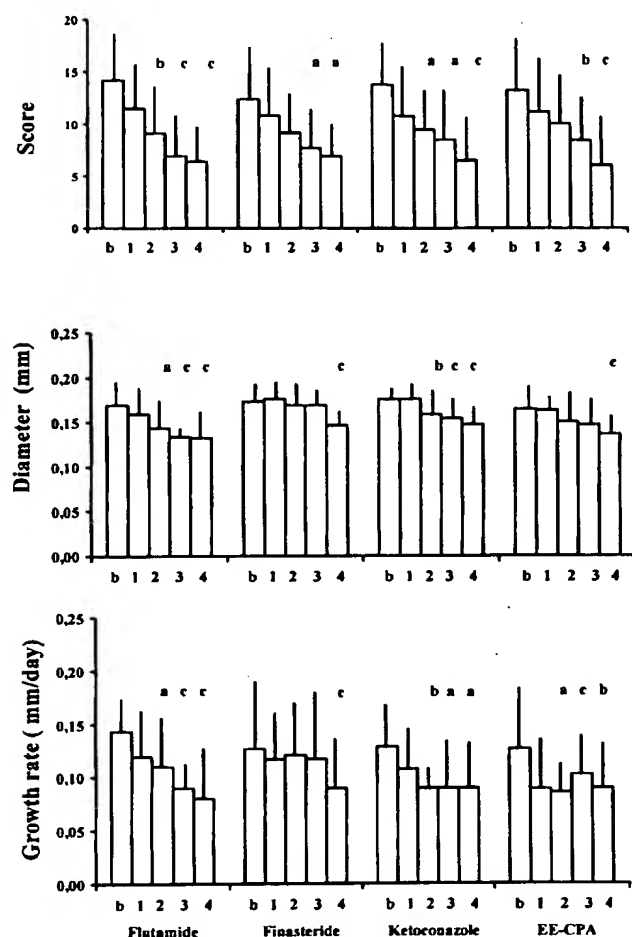 Score
20
15
10
5
0
b c c
a a
a a c
b c
b 1 2 3 4
b 1 2 3 4
b 1 2 3 4
b 1 2 3 4
Diameter (mm)
0,25
0,20
0,15
0,10
0,05
0,00
a c c
c
b c c
c
b 1 2 3 4
b 1 2 3 4
b 1 2 3 4
b 1 2 3 4
Growth rate ( mm/day)
0,25
0,20
0,15
0,10
0,05
0,00
a c c
c
b a a
a c b
b 1 2 3 4
b 1 2 3 4
b 1 2 3 4
b 1 2 3 4
Flutamide
Finasteride
Ketoconazole
EE-CPA